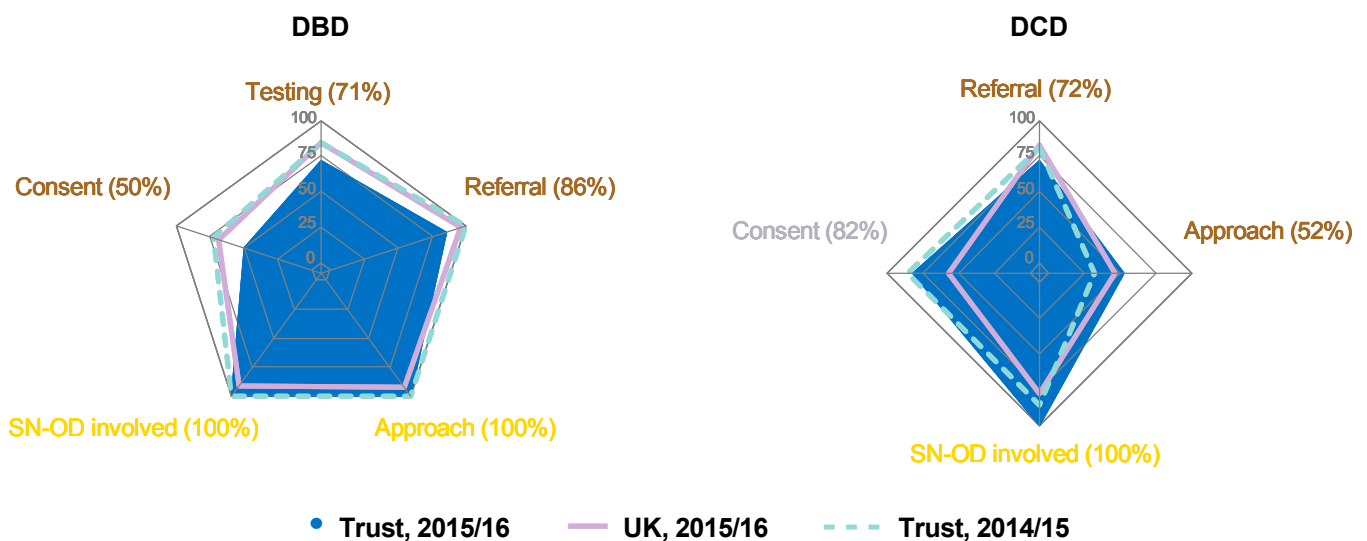 DBD
Testing (71%)
100
75
50
25
0
Consent (50%)
Referral (86%)
SN-OD involved (100%)
Approach (100%)
DCD
Referral (72%)
100
75
50
25
0
Consent (82%)
Approach (52%)
SN-OD involved (100%)
Trust, 2015/16
UK, 2015/16
Trust, 2014/15